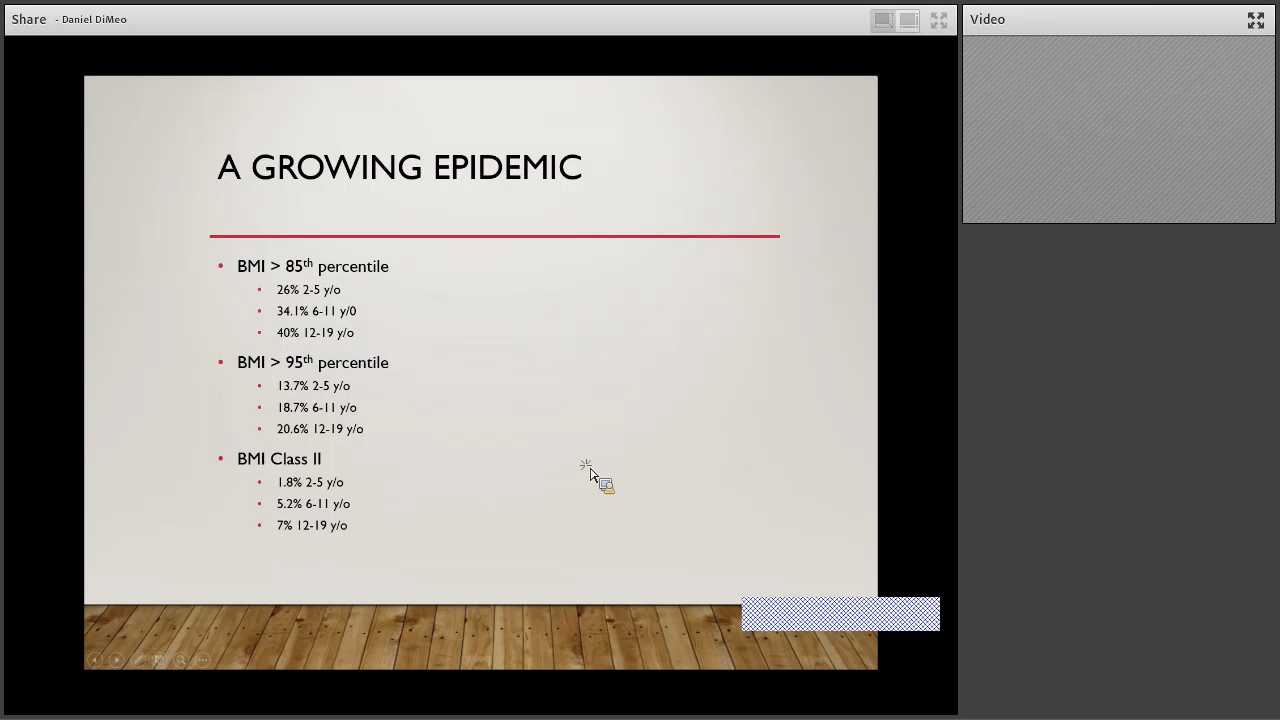 Share - Daniel DiMeo
Video
A GROWING EPIDEMIC
• BMI > 85th percentile
• 26% 2-5 y/o
• 34.1% 6-11 y/0
• 40% 12-19 y/o
• BMI > 95th percentile
• 13.7% 2-5 y/o
• 18.7% 6-11 y/o
• 20.6% 12-19 y/o
• BMI Class II
• 1.8% 2-5 y/o
• 5.2% 6-11 y/o
• 7% 12-19 y/o